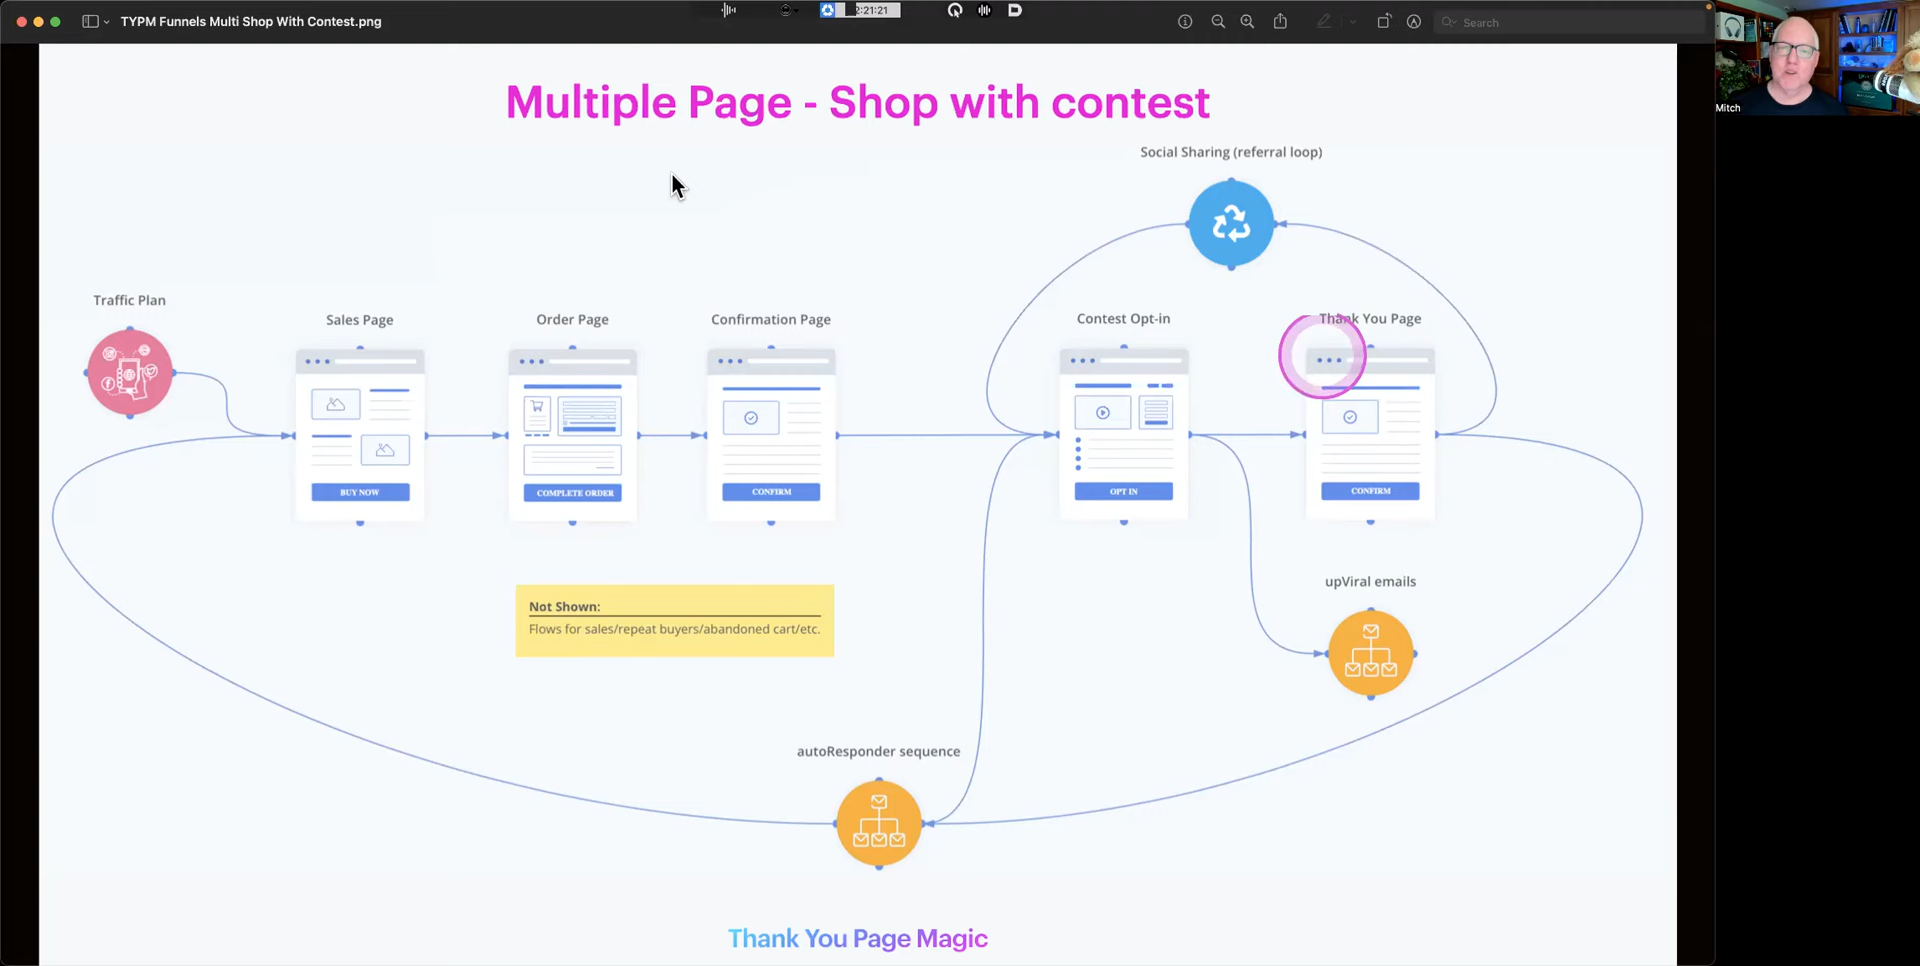 TYPM Funnels Multi Shop With Contest.png
2:21:21
Search
Mitch
Multiple Page - Shop with contest
Social Sharing (referral loop)
Traffic Plan
Sales Page
Order Page
Confirmation Page
Contest Opt-in
Thank You Page
BUY NOW
COMPLETE ORDER
CONFIRM
OPT IN
CONFIRM
Not Shown:
Flows for sales/repeat buyers/abandoned cart/etc.
upViral emails
autoResponder sequence
Thank You Page Magic